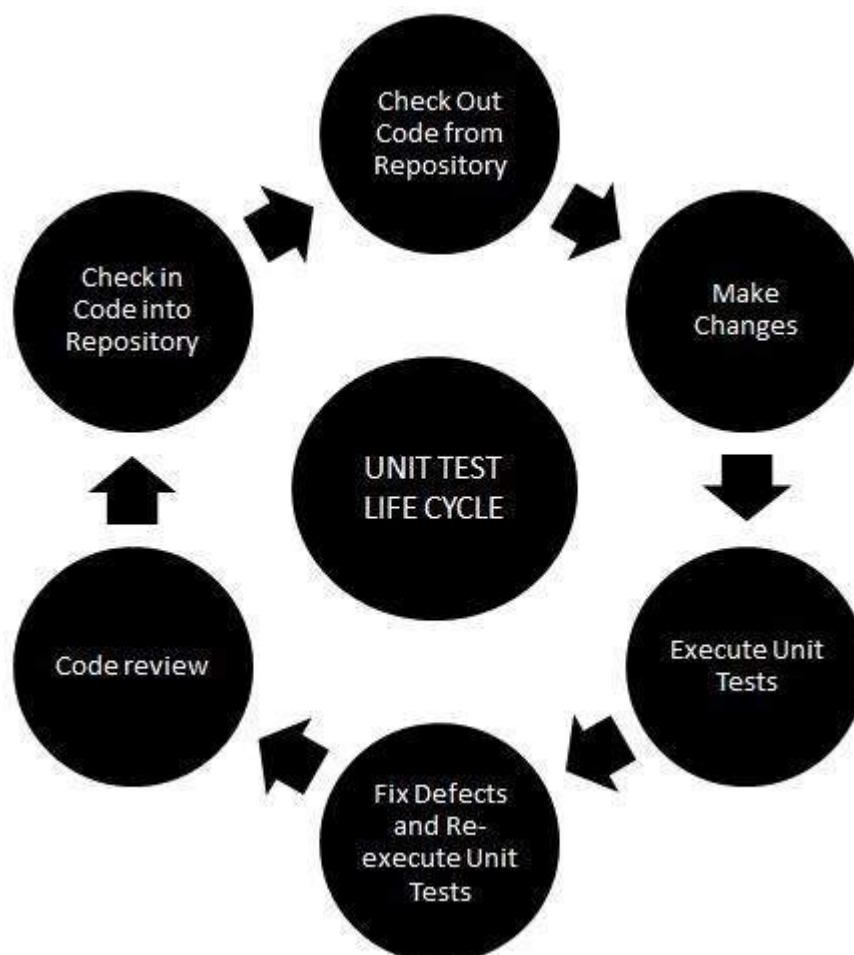 Check Out
Code from
Repository
Make
Changes
Execute Unit
Tests
Fix Defects
and Re-
execute Unit
Tests
Code review
Check in
Code into
Repository
UNIT TEST
LIFE CYCLE